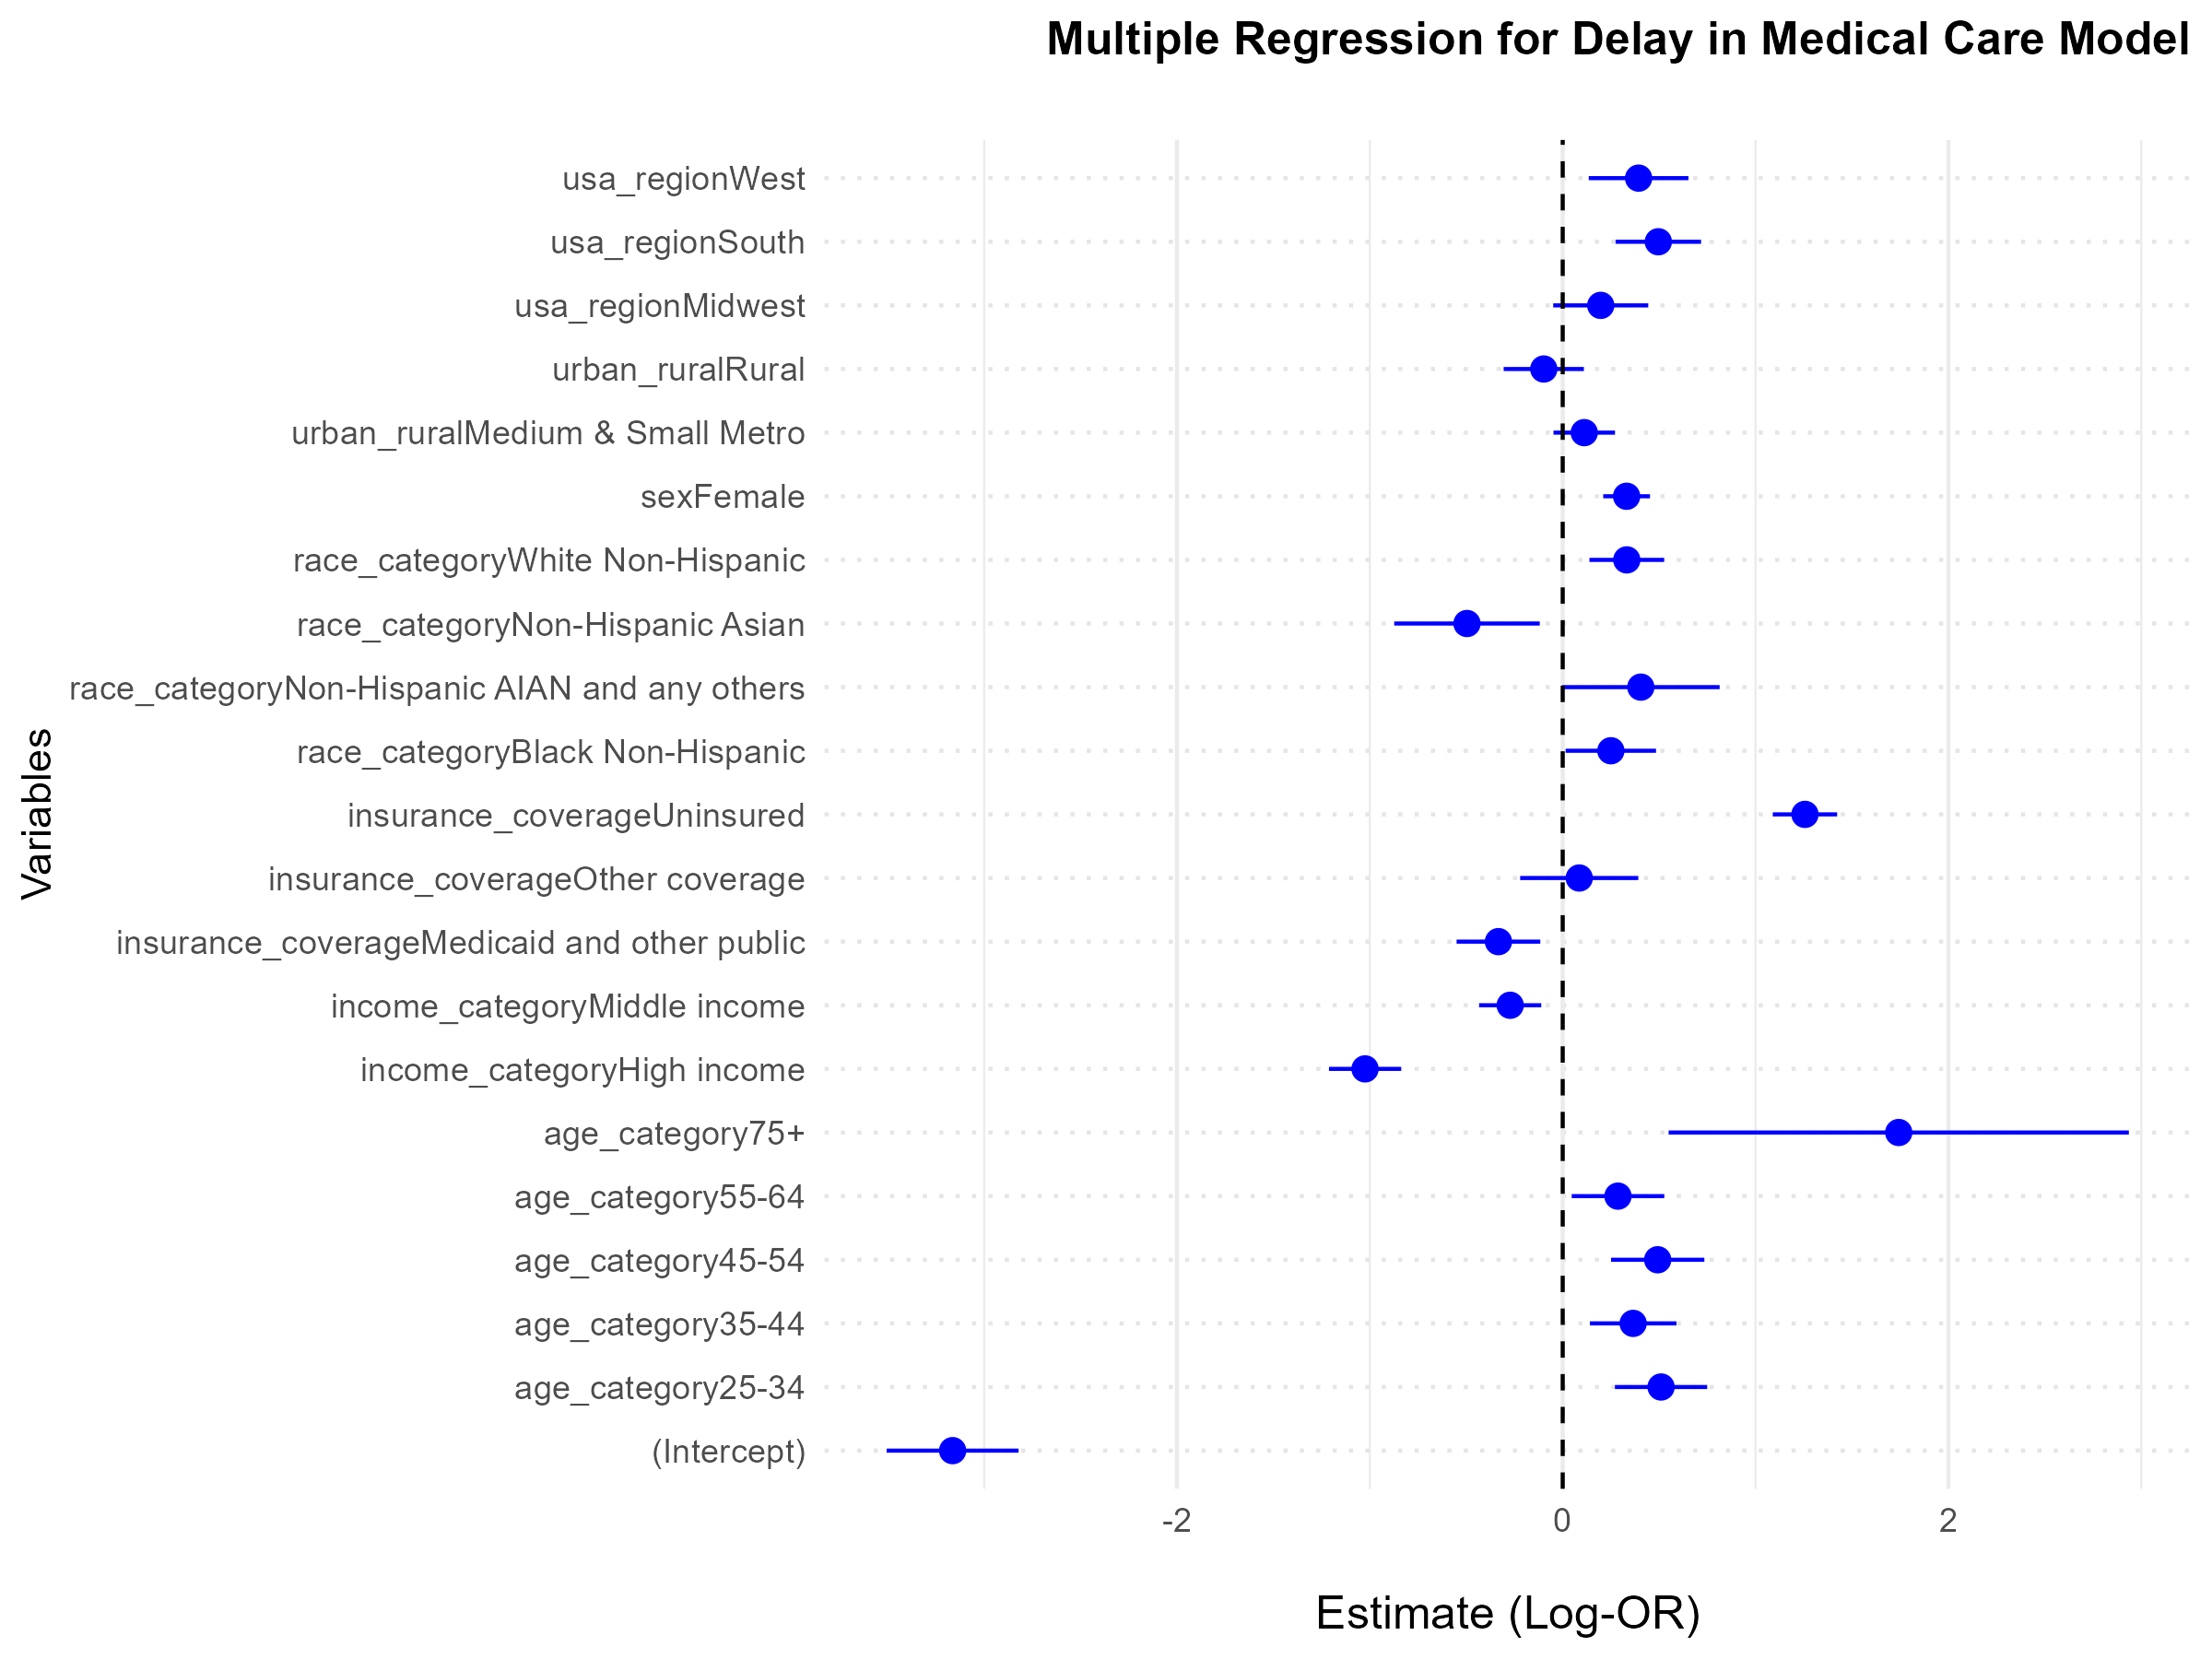 Multiple Regression for Delay in Medical Care Model
usa_regionWest
usa_regionSouth
usa_regionMidwest
urban_ruralRural
urban_ruralMedium & Small Metro
sexFemale
race_categoryWhite Non-Hispanic
race_categoryNon-Hispanic Asian
race_categoryNon-Hispanic AIAN and any others
race_categoryBlack Non-Hispanic
insurance_coverageUninsured
insurance_coverageOther coverage
insurance_coverageMedicaid and other public
income_categoryMiddle income
income_categoryHigh income
age_category75+
age_category55-64
age_category45-54
age_category35-44
age_category25-34
(Intercept)
Variables
-2 0 2
Estimate (Log-OR)